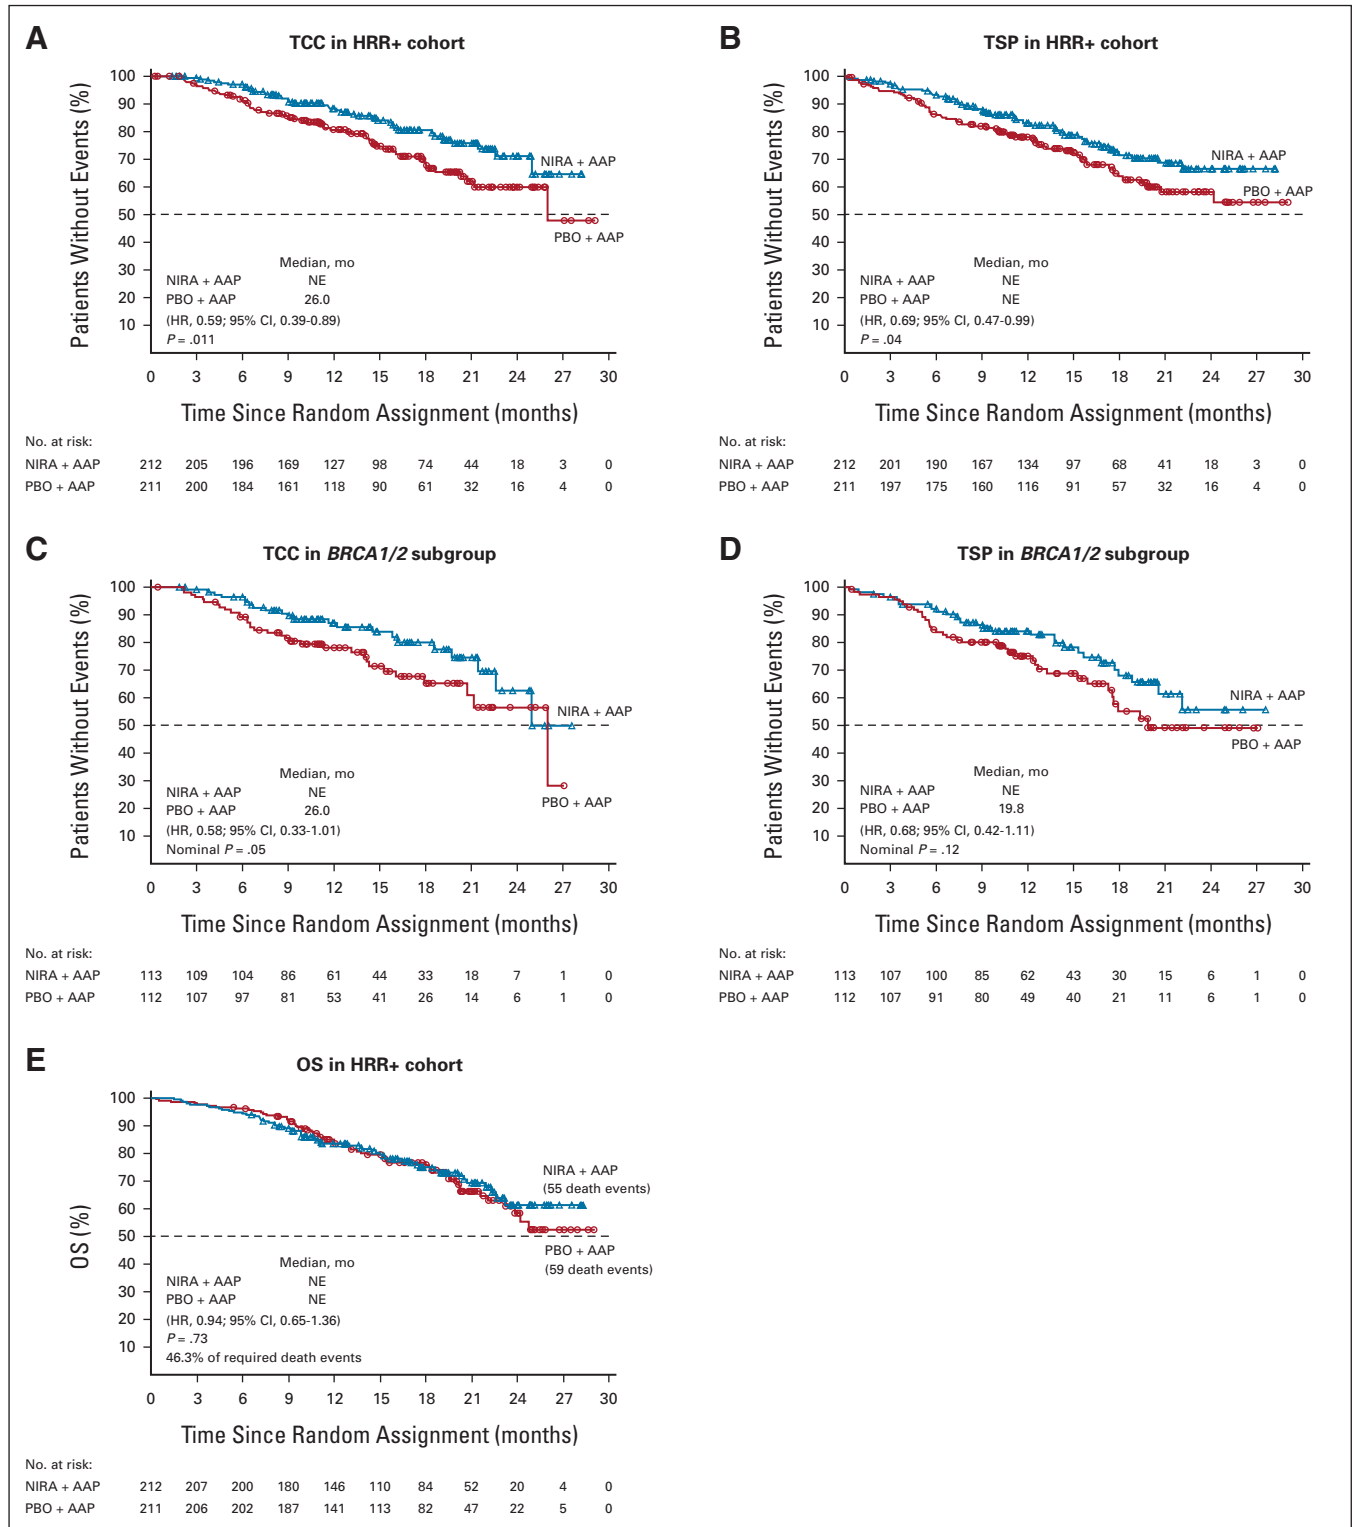 A
TCC in HRR+ cohort
Patients Without Events (%)
100
90
80
70
60
50
40
30
20
10
NIRA + AAP
PBO + AAP
Median, mo
NIRA + AAP NE
PBO + AAP 26.0
(HR, 0.59; 95% CI, 0.39-0.89)
P = .011
0 3 6 9 12 15 18 21 24 27 30
Time Since Random Assignment (months)
No. at risk:
NIRA + AAP 212 205 196 169 127 98 74 44 18 3 0
PBO + AAP 211 200 184 161 118 90 61 32 16 4 0
B
TSP in HRR+ cohort
Patients Without Events (%)
100
90
80
70
60
50
40
30
20
10
NIRA + AAP
PBO + AAP
Median, mo
NIRA + AAP NE
PBO + AAP NE
(HR, 0.69; 95% CI, 0.47-0.99)
P = .04
0 3 6 9 12 15 18 21 24 27 30
Time Since Random Assignment (months)
No. at risk:
NIRA + AAP 212 201 190 167 134 97 68 41 18 3 0
PBO + AAP 211 197 175 160 116 91 57 32 16 4 0
C
TCC in BRCA1/2 subgroup
Patients Without Events (%)
100
90
80
70
60
50
40
30
20
10
NIRA + AAP
PBO + AAP
Median, mo
NIRA + AAP NE
PBO + AAP 26.0
(HR, 0.58; 95% CI, 0.33-1.01)
Nominal P = .05
0 3 6 9 12 15 18 21 24 27 30
Time Since Random Assignment (months)
No. at risk:
NIRA + AAP 113 109 104 86 61 44 33 18 7 1 0
PBO + AAP 112 107 97 81 53 41 26 14 6 1 0
D
TSP in BRCA1/2 subgroup
Patients Without Events (%)
100
90
80
70
60
50
40
30
20
10
NIRA + AAP
PBO + AAP
Median, mo
NIRA + AAP NE
PBO + AAP 19.8
(HR, 0.68; 95% CI, 0.42-1.11)
Nominal P = .12
0 3 6 9 12 15 18 21 24 27 30
Time Since Random Assignment (months)
No. at risk:
NIRA + AAP 113 107 100 85 62 43 30 15 6 1 0
PBO + AAP 112 107 91 80 49 40 21 11 6 1 0
E
OS in HRR+ cohort
OS (%)
100
90
80
70
60
50
40
30
20
10
NIRA + AAP
(55 death events)
PBO + AAP
(59 death events)
Median, mo
NIRA + AAP NE
PBO + AAP NE
(HR, 0.94; 95% CI, 0.65-1.36)
P = .73
46.3% of required death events
0 3 6 9 12 15 18 21 24 27 30
Time Since Random Assignment (months)
No. at risk:
NIRA + AAP 212 207 200 180 146 110 84 52 20 4 0
PBO + AAP 211 206 202 187 141 113 82 47 22 5 0